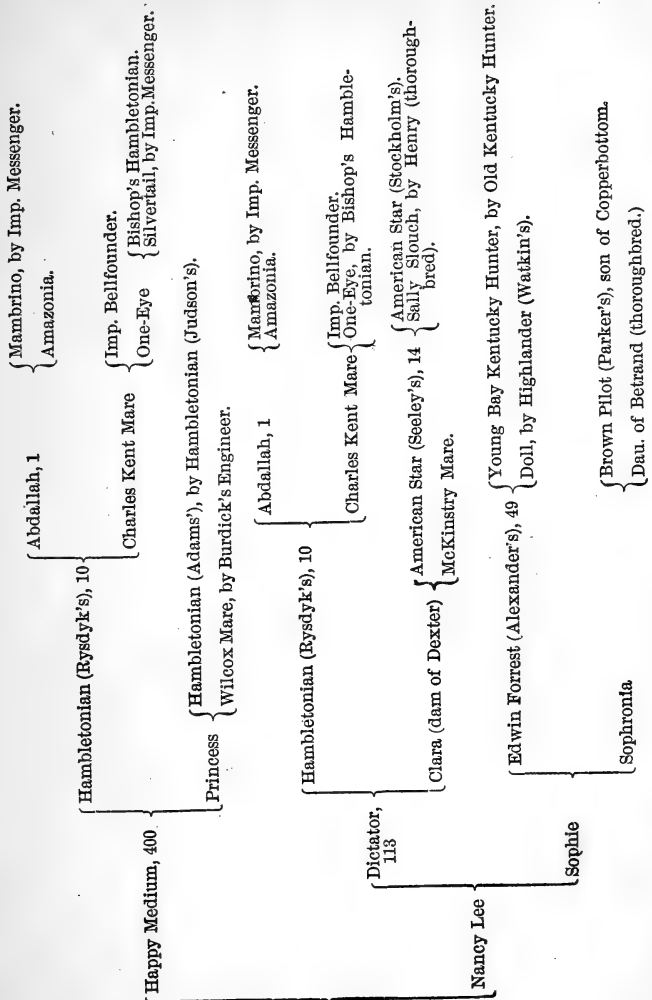 Mambrino, by Imp. Messenger.
Abdallah, 1
Amazonia.
Hambletonian (Rysdyk's), 10
Imp. Bellfounder.
Charles Kent Mare
One-Eye
Bishop's Hambletonian.
Silvertail, by Imp. Messenger.
Happy Medium, 400
Hambletonian (Adams'), by Hambletonian (Judson's).
Princess
Wilcox Mare, by Burdick's Engineer.
Mambrino, by Imp. Messenger.
Abdallah, 1
Amazonia.
Hambletonian (Rysdyk's), 10
Imp. Bellfounder.
Charles Kent Mare
One-Eye, by Bishop's Hamble-
tonian.
Dictator,
113
American Star (Stockholm's).
American Star (Seeley's), 14
Sally Slouch, by Henry (thorough-
bred).
Clara (dam of Dexter)
McKinstry Mare.
Nancy Lee
Young Bay Kentucky Hunter, by Old Kentucky Hunter.
Edwin Forrest (Alexander's), 49
Doll, by Highlander (Watkin's).
Sophie
Brown Pilot (Parker's), son of Copperbottom.
Sophronia
Dau. of Betrand (thoroughbred.)